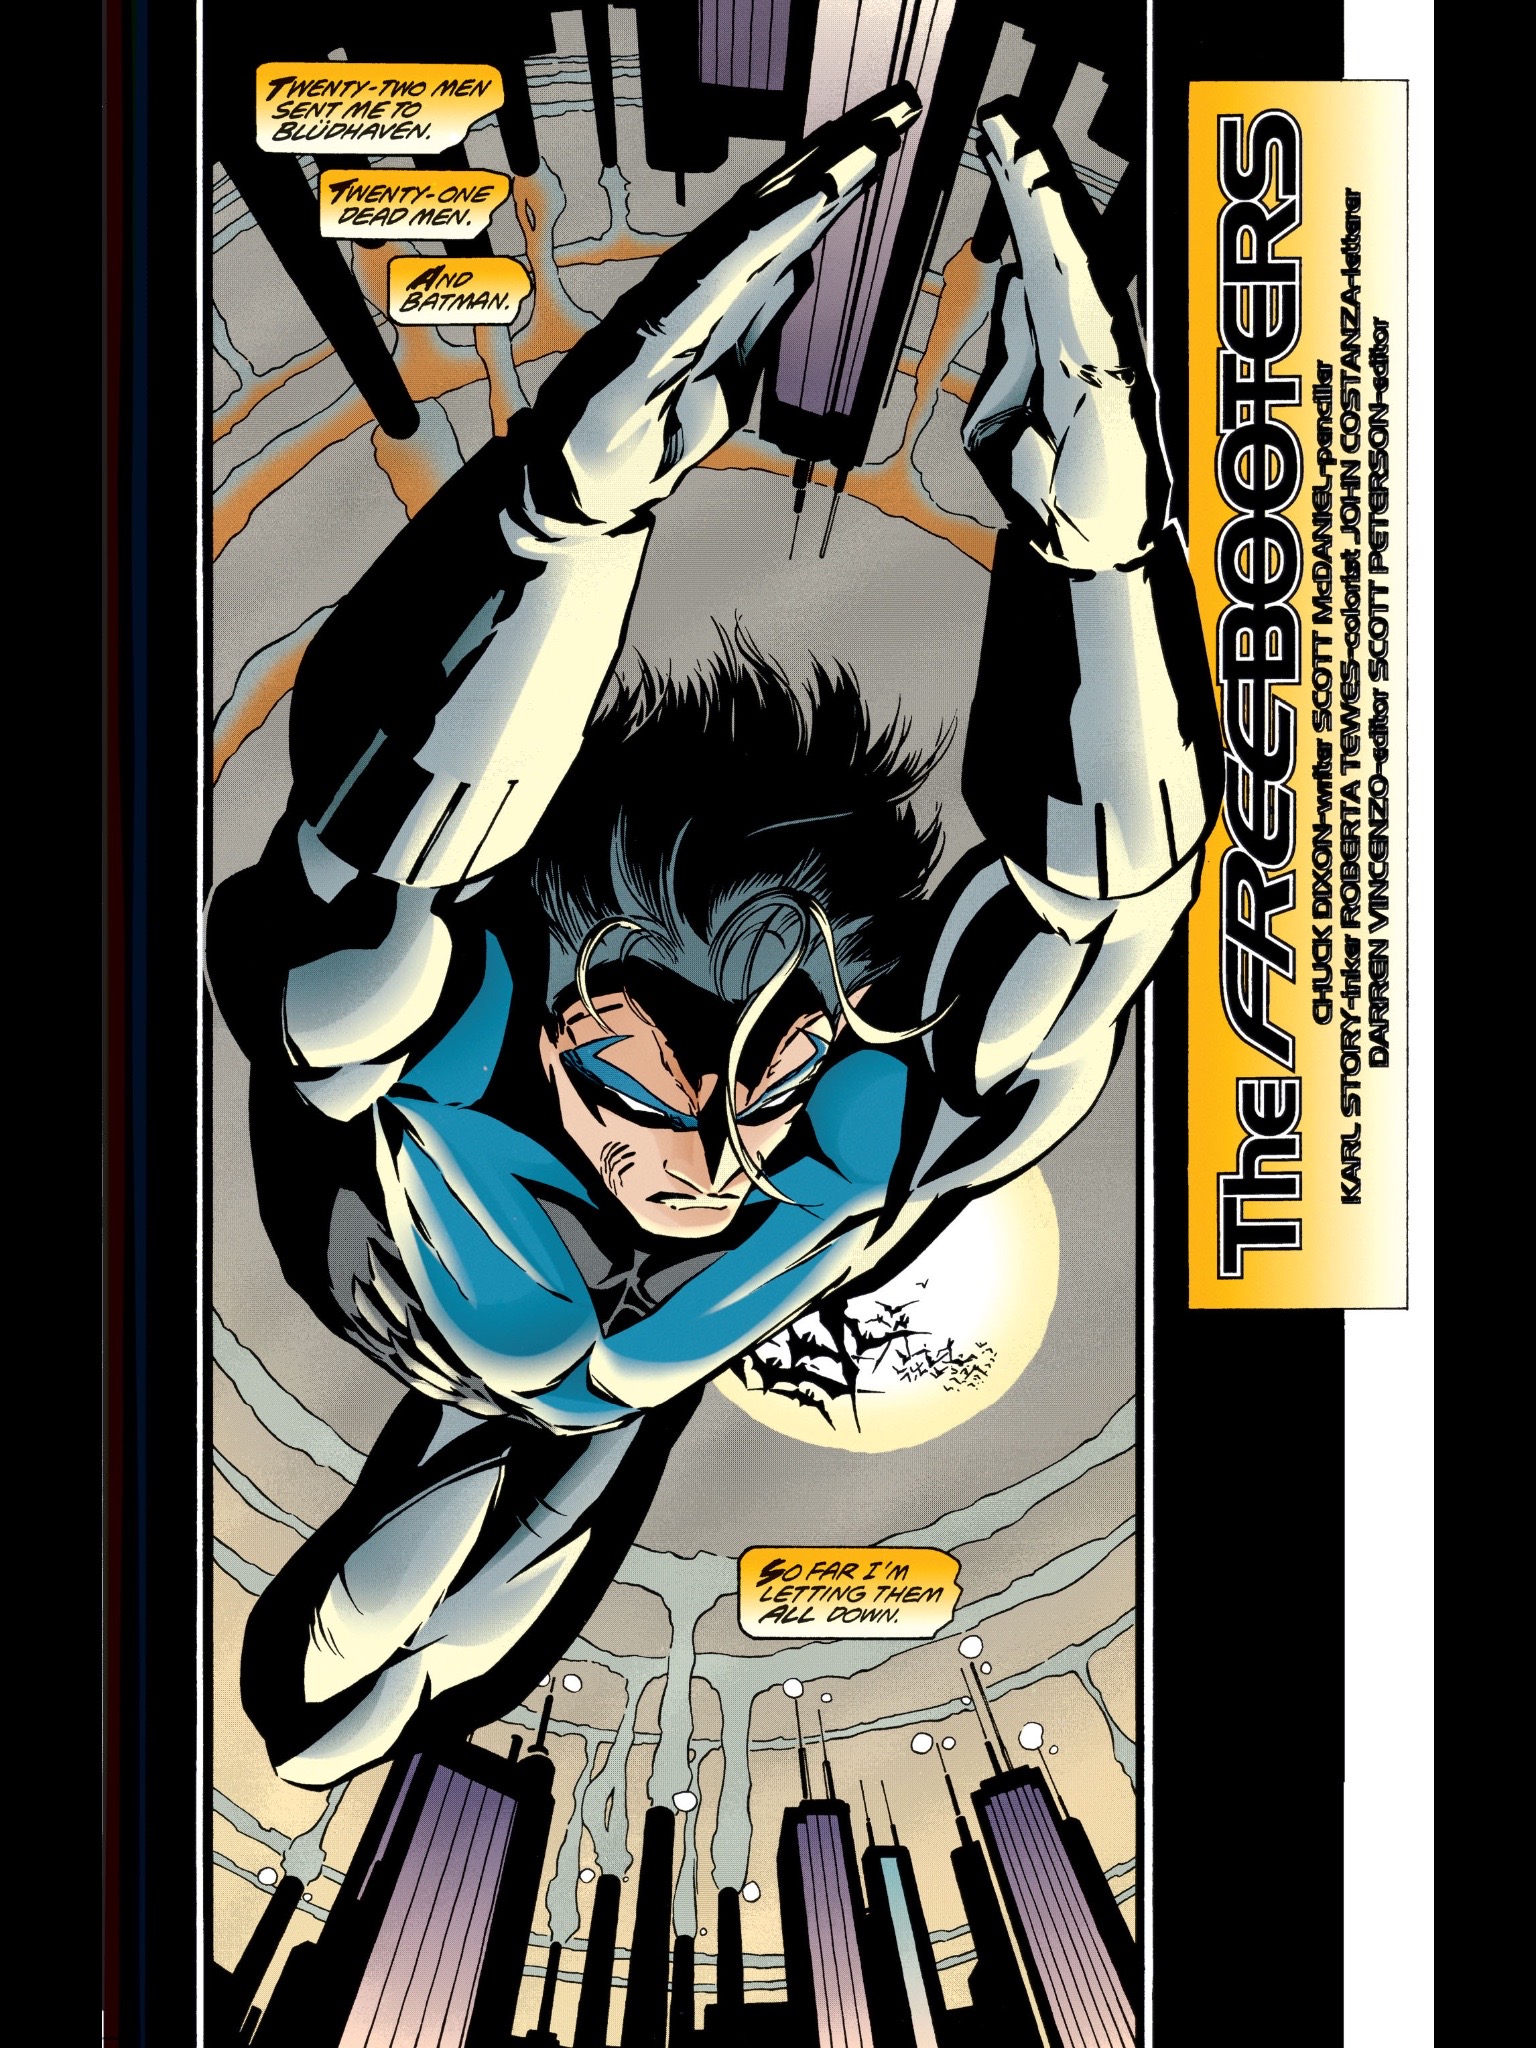 TWENTY-TWO MEN
SENT ME TO
BLÜDHAVEN.
TWENTY-ONE
DEAD MEN.
AND
BATMAN.
The FREEBOOTERS
CHUCK DIXON-writer SCOTT McDANIEL-penciller
KARL STORY-inker ROBERTA TEWES-colorist JOHN COSTANZA-letterer
DARREN VINCENZO-editor SCOTT PETERSON-editor
SO FAR I'M
LETTING THEM
ALL DOWN.